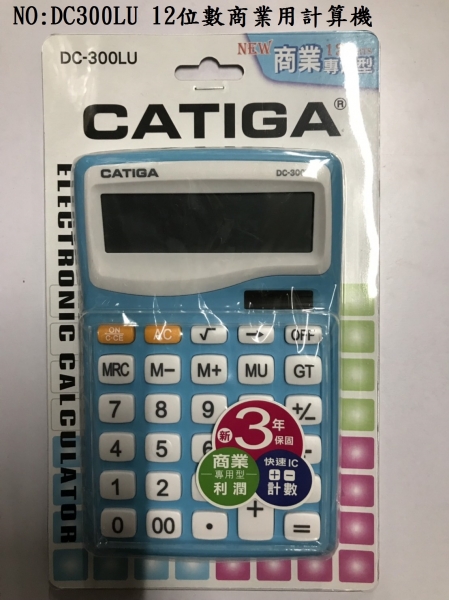 NO:DC300LU 12位數商業用計算機
DC-300LU
NEW 商業
專用型
CATIGA®
ELECTRONIC CALCULATOR
CATIGA
ON
C·CE
AC
√
→
OFF
MRC
M−
M+
MU
GT
7
8
9
+/−
4
5
1
2
0
00
·
+
=
新3年
保固
商業
專用型
利潤
快速IC
計數